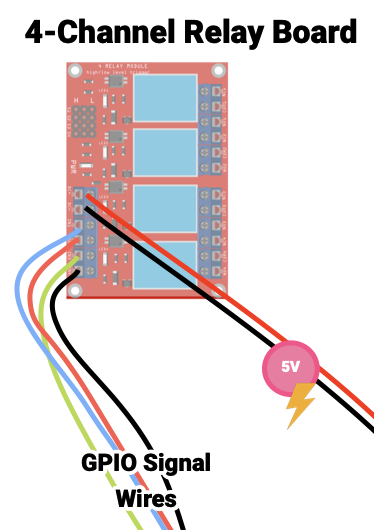 4-Channel Relay Board
4 RELAY MODULE
high/low level trigger
H L
PWR
5V
GPIO Signal
Wires